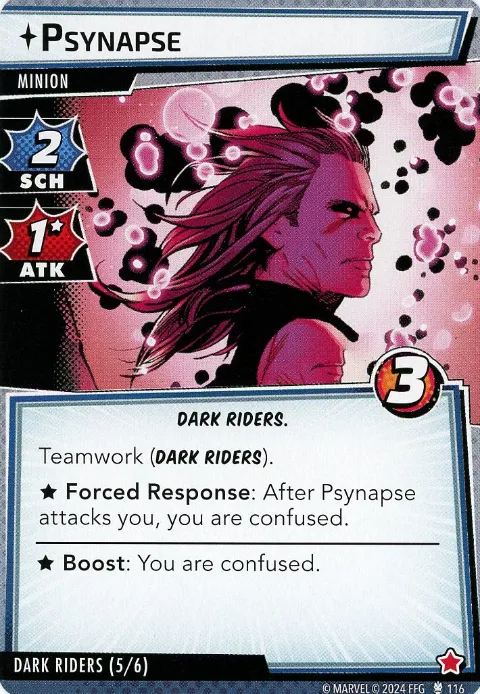 PSYNAPSE
MINION
2
SCH
1
ATK
3
DARK RIDERS.
Teamwork (DARK RIDERS).
★ Forced Response: After Psynapse
attacks you, you are confused.
★ Boost: You are confused.
DARK RIDERS (5/6)
© MARVEL © 2024 FFG 116